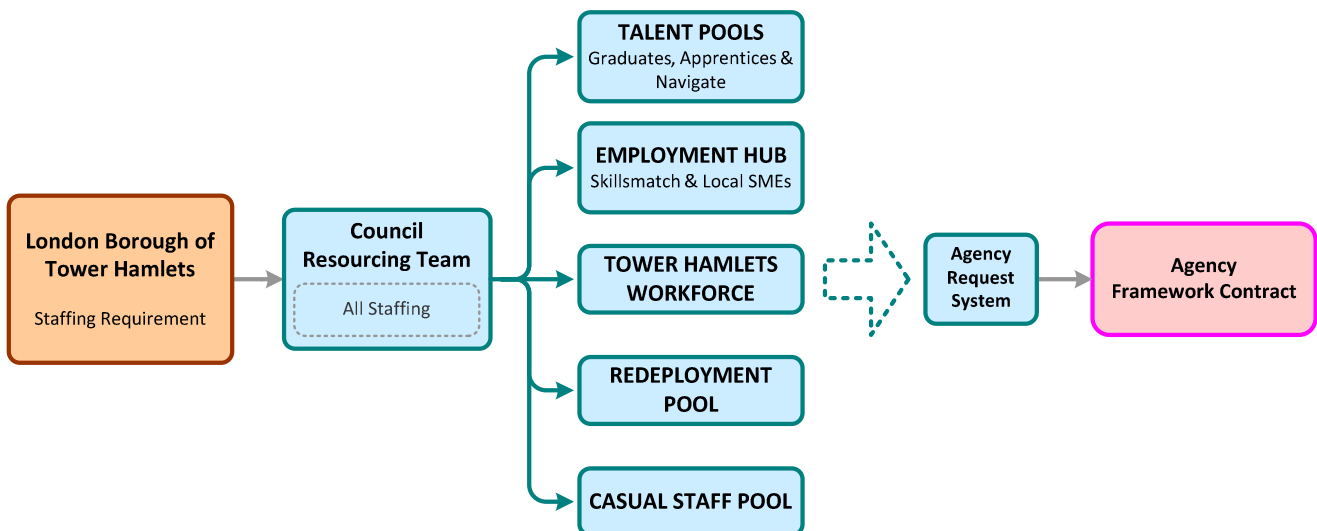 London Borough of
Tower Hamlets
Staffing Requirement
Council
Resourcing Team
All Staffing
TALENT POOLS
Graduates, Apprentices &
Navigate
EMPLOYMENT HUB
Skillsmatch & Local SMEs
TOWER HAMLETS
WORKFORCE
REDEPLOYMENT
POOL
CASUAL STAFF POOL
Agency
Request
System
Agency
Framework Contract